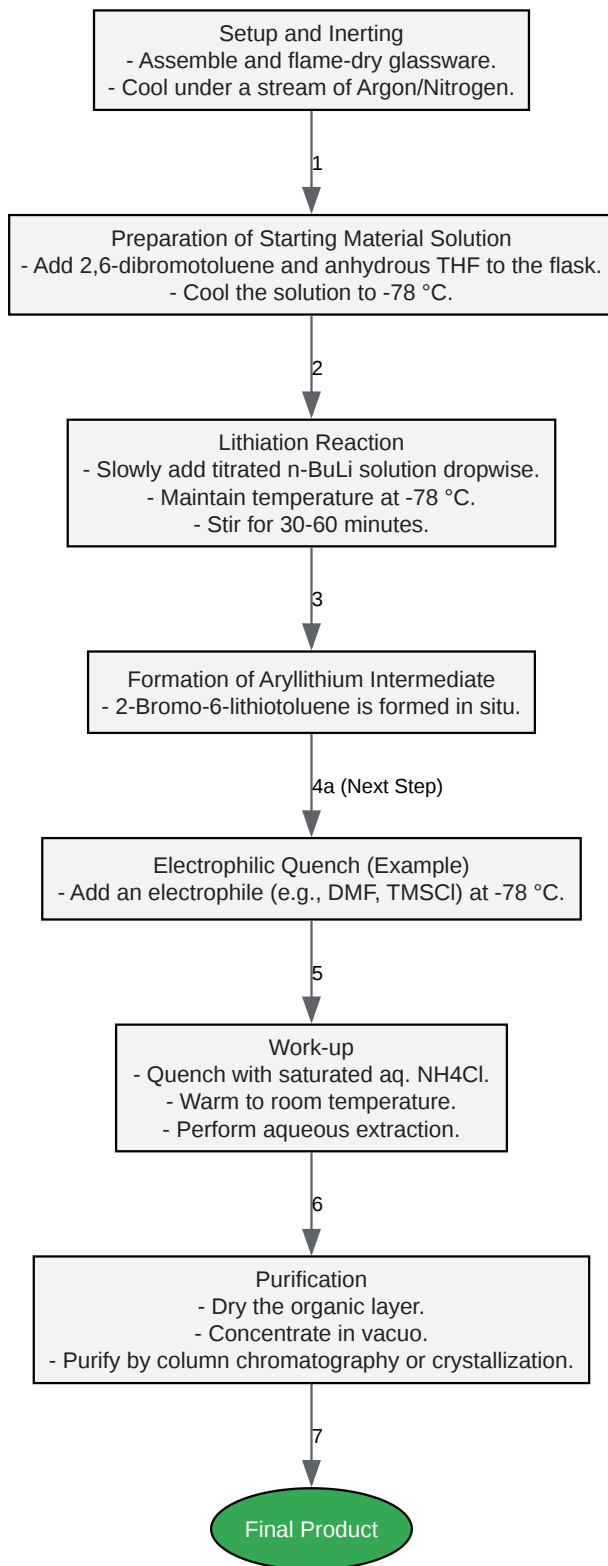 Setup and Inerting
- Assemble and flame-dry glassware.
- Cool under a stream of Argon/Nitrogen.
1
Preparation of Starting Material Solution
- Add 2,6-dibromotoluene and anhydrous THF to the flask.
- Cool the solution to -78 °C.
2
Lithiation Reaction
- Slowly add titrated n-BuLi solution dropwise.
- Maintain temperature at -78 °C.
- Stir for 30-60 minutes.
3
Formation of Aryllithium Intermediate
- 2-Bromo-6-lithiotoluene is formed in situ.
4a (Next Step)
Electrophilic Quench (Example)
- Add an electrophile (e.g., DMF, TMSCl) at -78 °C.
5
Work-up
- Quench with saturated aq. NH4Cl.
- Warm to room temperature.
- Perform aqueous extraction.
6
Purification
- Dry the organic layer.
- Concentrate in vacuo.
- Purify by column chromatography or crystallization.
7
Final Product